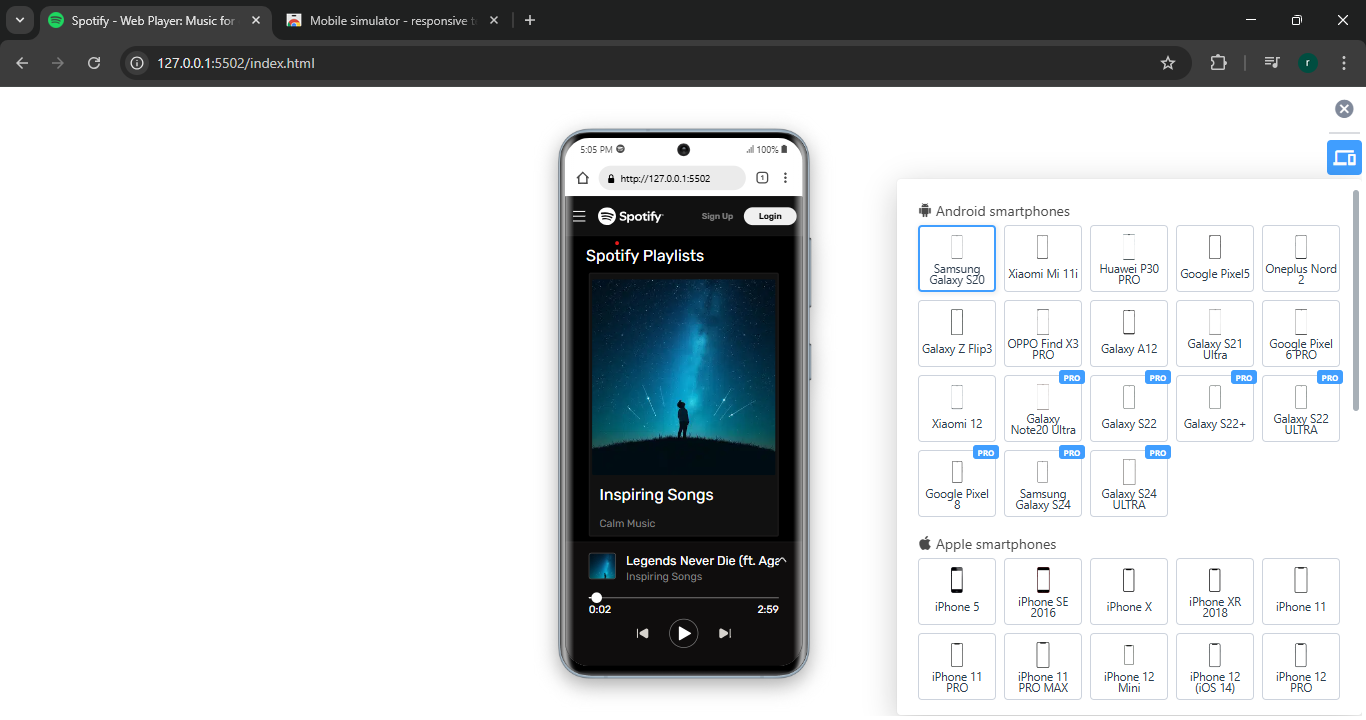 Spotify - Web Player: Music for
Mobile simulator - responsive t
127.0.0.1:5502/index.html
r
5:05 PM
100%
http://127.0.0.1:5502
1
Spotify
Sign Up
Login
Spotify Playlists
Inspiring Songs
Calm Music
Legends Never Die (ft. Aga
Inspiring Songs
0:02
2:59
Android smartphones
Samsung
Galaxy S20
Xiaomi Mi 11i
Huawei P30
PRO
Google Pixel5
Oneplus Nord
2
Galaxy Z Flip3
OPPO Find X3
PRO
Galaxy A12
Galaxy S21
Ultra
Google Pixel
6 PRO
Xiaomi 12
PRO
Galaxy
Note20 Ultra
PRO
Galaxy S22
PRO
Galaxy S22+
PRO
Galaxy S22
ULTRA
PRO
Google Pixel
8
PRO
Samsung
Galaxy S24
PRO
Galaxy S24
ULTRA
Apple smartphones
iPhone 5
iPhone SE
2016
iPhone X
iPhone XR
2018
iPhone 11
iPhone 11
PRO
iPhone 11
PRO MAX
iPhone 12
Mini
iPhone 12
(iOS 14)
iPhone 12
PRO